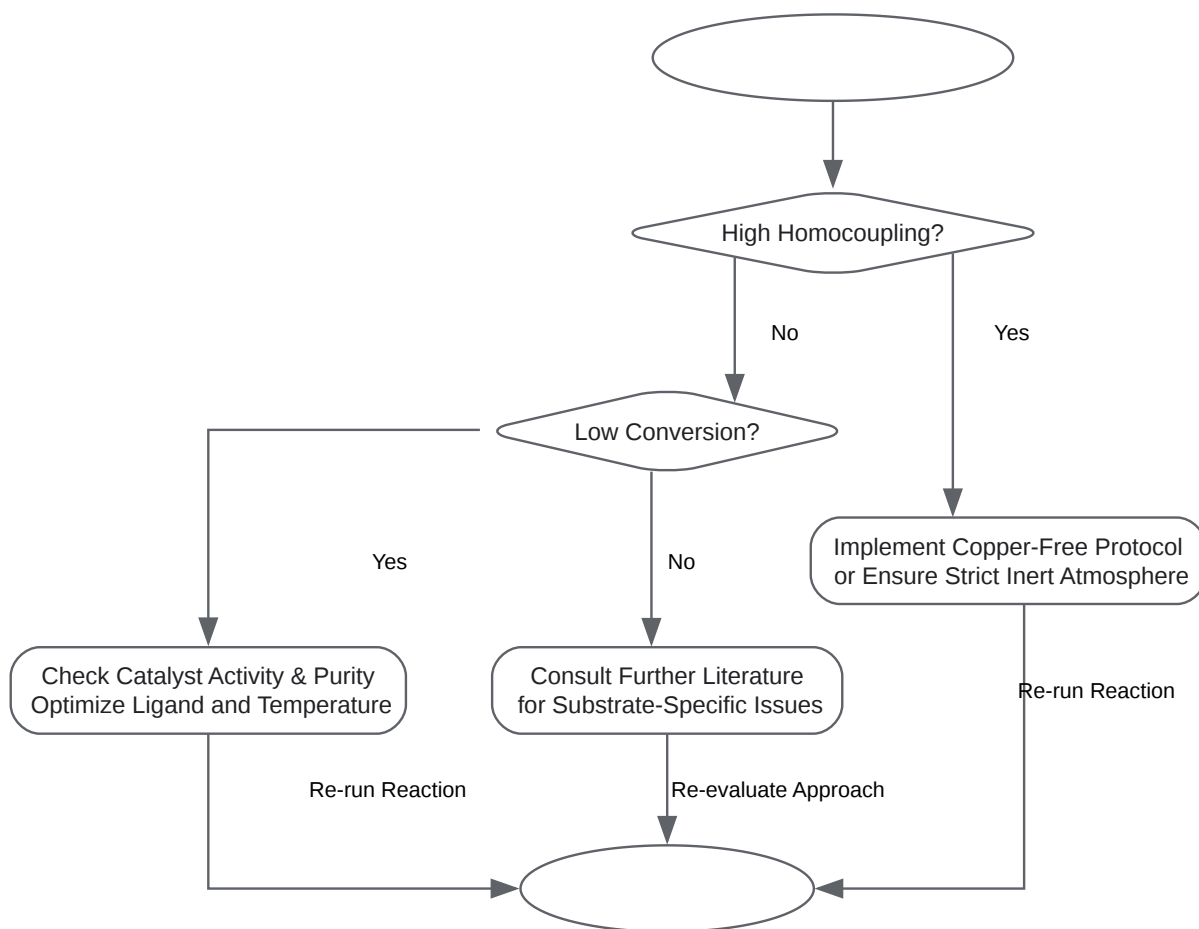 High Homocoupling?
No
Yes
Low Conversion?
Implement Copper-Free Protocol
or Ensure Strict Inert Atmosphere
Yes
No
Check Catalyst Activity & Purity
Optimize Ligand and Temperature
Consult Further Literature
for Substrate-Specific Issues
Re-run Reaction
Re-run Reaction
Re-evaluate Approach